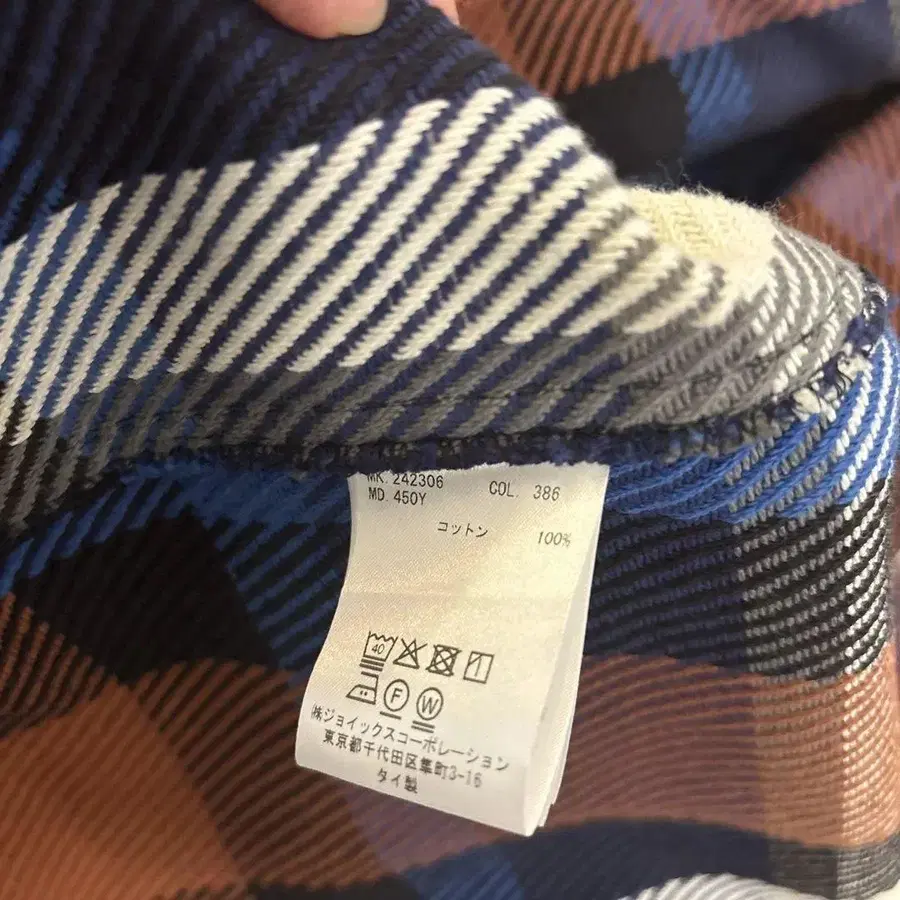 MK. 242306 COL. 386
MD. 450Y
コットン 100%
40
F W
㈱ジョイックスコーポレーション
東京都千代田区隼町3-16
タイ製